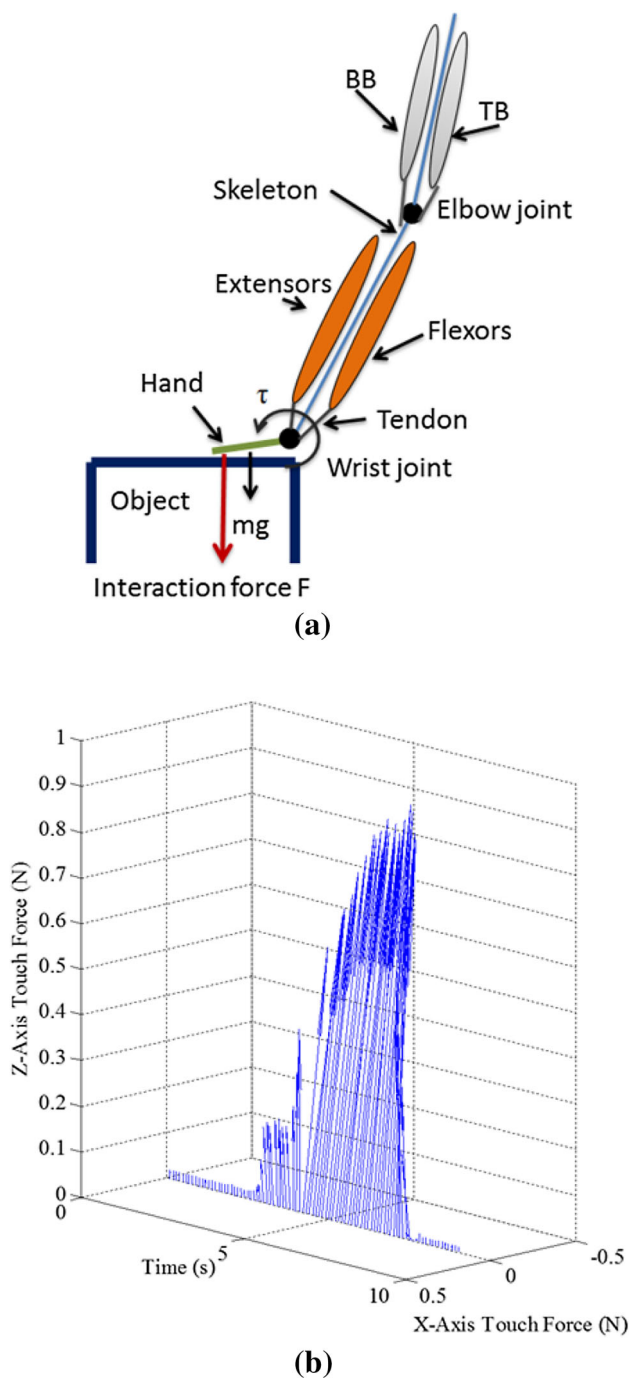 BB
TB
Skeleton
Elbow joint
Extensors
Flexors
Hand
τ
Tendon
Wrist joint
Object
mg
Interaction force F
(a)
1
0.9
0.8
0.7
0.6
0.5
0.4
0.3
0.2
0.1
0
0
Z-Axis Touch Force (N)
5
Time (s)
10
0.5
0
-0.5
X-Axis Touch Force (N)
(b)